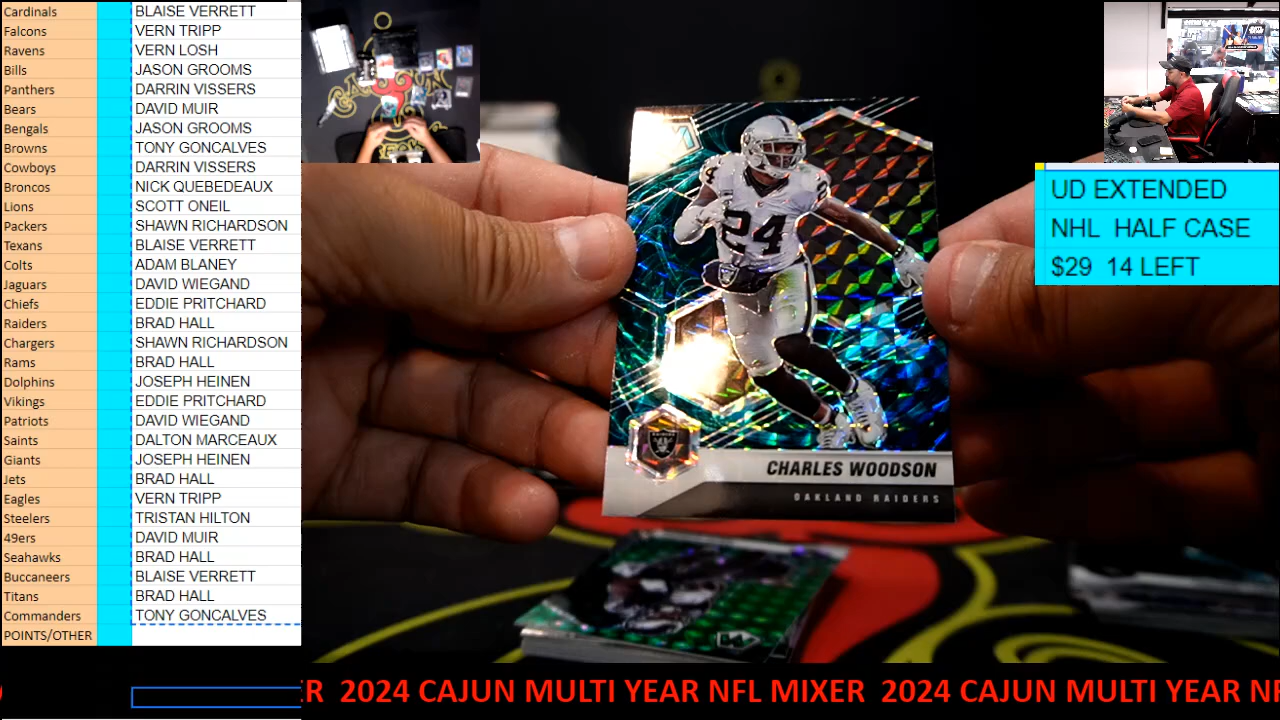 Cardinals BLAISE VERRETT
Falcons VERN TRIPP
Ravens VERN LOSH
Bills JASON GROOMS
Panthers DARRIN VISSERS
Bears DAVID MUIR
Bengals JASON GROOMS
Browns TONY GONCALVES
Cowboys DARRIN VISSERS
Broncos NICK QUEBEDEAUX
Lions SCOTT ONEIL
Packers SHAWN RICHARDSON
Texans BLAISE VERRETT
Colts ADAM BLANEY
Jaguars DAVID WIEGAND
Chiefs EDDIE PRITCHARD
Raiders BRAD HALL
Chargers SHAWN RICHARDSON
Rams BRAD HALL
Dolphins JOSEPH HEINEN
Vikings EDDIE PRITCHARD
Patriots DAVID WIEGAND
Saints DALTON MARCEAUX
Giants JOSEPH HEINEN
Jets BRAD HALL
Eagles VERN TRIPP
Steelers TRISTAN HILTON
49ers DAVID MUIR
Seahawks BRAD HALL
Buccaneers BLAISE VERRETT
Titans BRAD HALL
Commanders TONY GONCALVES
POINTS/OTHER
UD EXTENDED
NHL HALF CASE
$29 14 LEFT
24
24
CHARLES WOODSON
OAKLAND RAIDERS
ER 2024 CAJUN MULTI YEAR NFL MIXER 2024 CAJUN MULTI YEAR NF